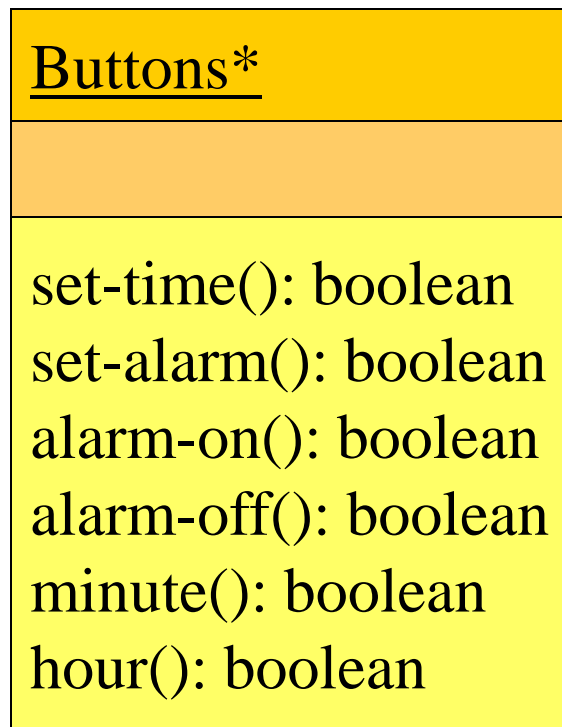 Buttons*
set-time(): boolean
set-alarm(): boolean
alarm-on(): boolean
alarm-off(): boolean
minute(): boolean
hour(): boolean